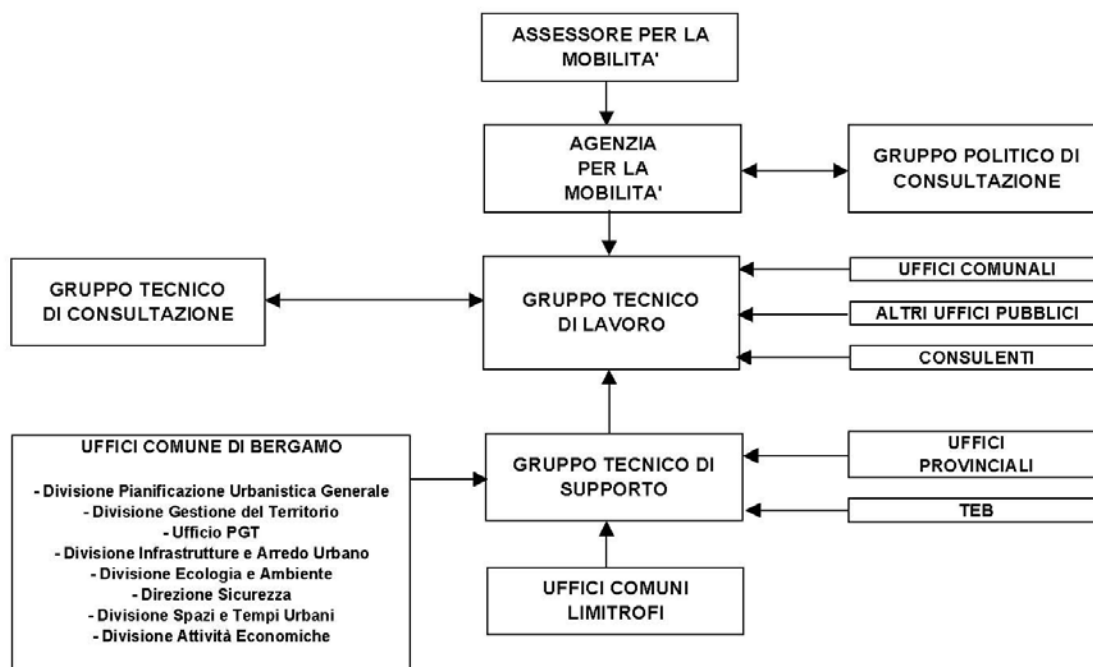 ASSESSORE PER LA
MOBILITA'
AGENZIA
PER LA
MOBILITA'
GRUPPO POLITICO DI
CONSULTAZIONE
GRUPPO TECNICO
DI CONSULTAZIONE
GRUPPO TECNICO
DI LAVORO
UFFICI COMUNALI
ALTRI UFFICI PUBBLICI
CONSULENTI
UFFICI COMUNE DI BERGAMO
- Divisione Pianificazione Urbanistica Generale
- Divisione Gestione del Territorio
- Ufficio PGT
- Divisione Infrastrutture e Arredo Urbano
- Divisione Ecologia e Ambiente
- Direzione Sicurezza
- Divisione Spazi e Tempi Urbani
- Divisione Attività Economiche
GRUPPO TECNICO DI
SUPPORTO
UFFICI
PROVINCIALI
TEB
UFFICI COMUNI
LIMITROFI